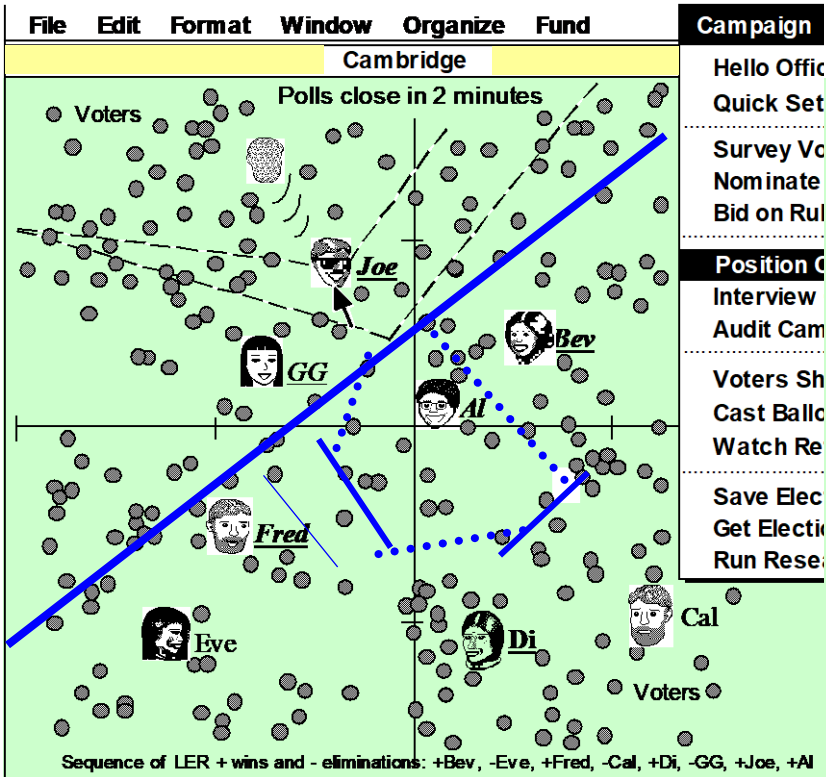 File Edit Format Window Organize Fund
Campaign
Cambridge
Hello Offic
Quick Set
Polls close in 2 minutes
Voters
Survey Vo
Nominate
Bid on Rul
Joe
Position C
Interview
Audit Cam
Bev
GG
Al
Voters Sh
Cast Ballo
Watch Re
Fred
Save Elec
Get Electi
Run Resea
Cal
Eve
Di
Voters
Sequence of LER + wins and - eliminations: +Bev, -Eve, +Fred, -Cal, +Di, -GG, +Joe, +Al